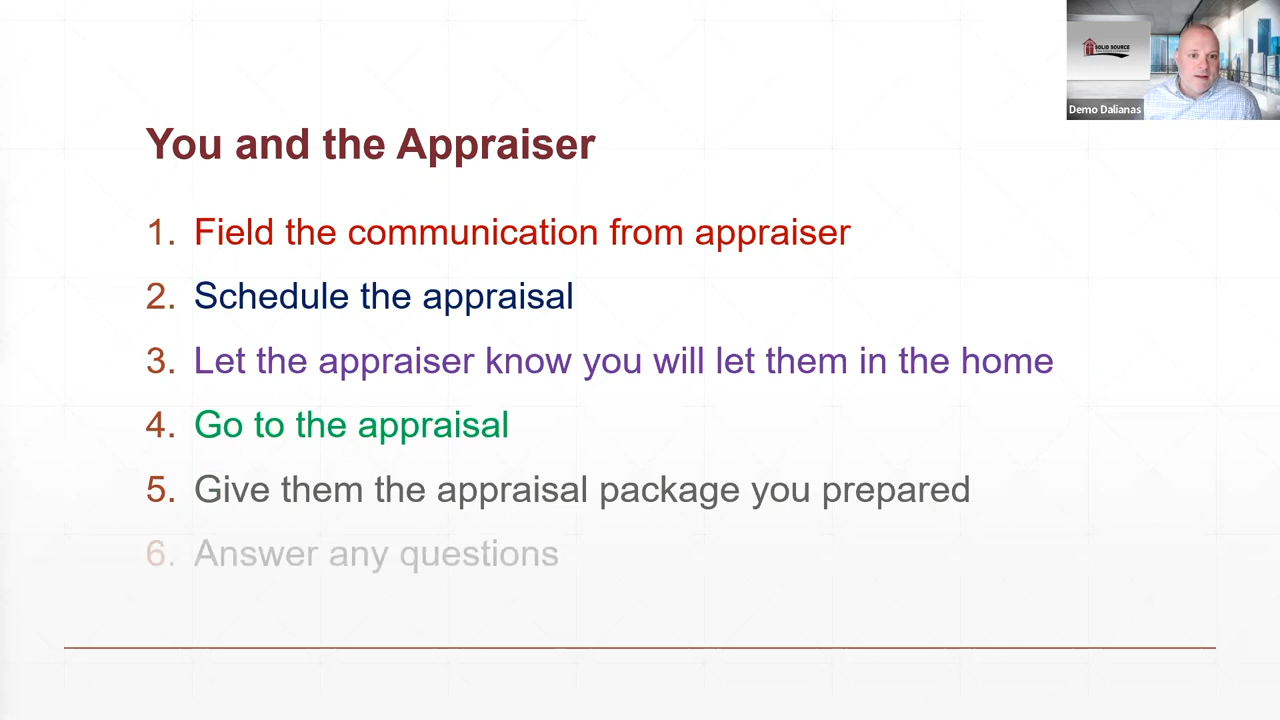 SOLID SOURCE
Demo Dalianas
You and the Appraiser
1. Field the communication from appraiser
2. Schedule the appraisal
3. Let the appraiser know you will let them in the home
4. Go to the appraisal
5. Give them the appraisal package you prepared
6. Answer any questions